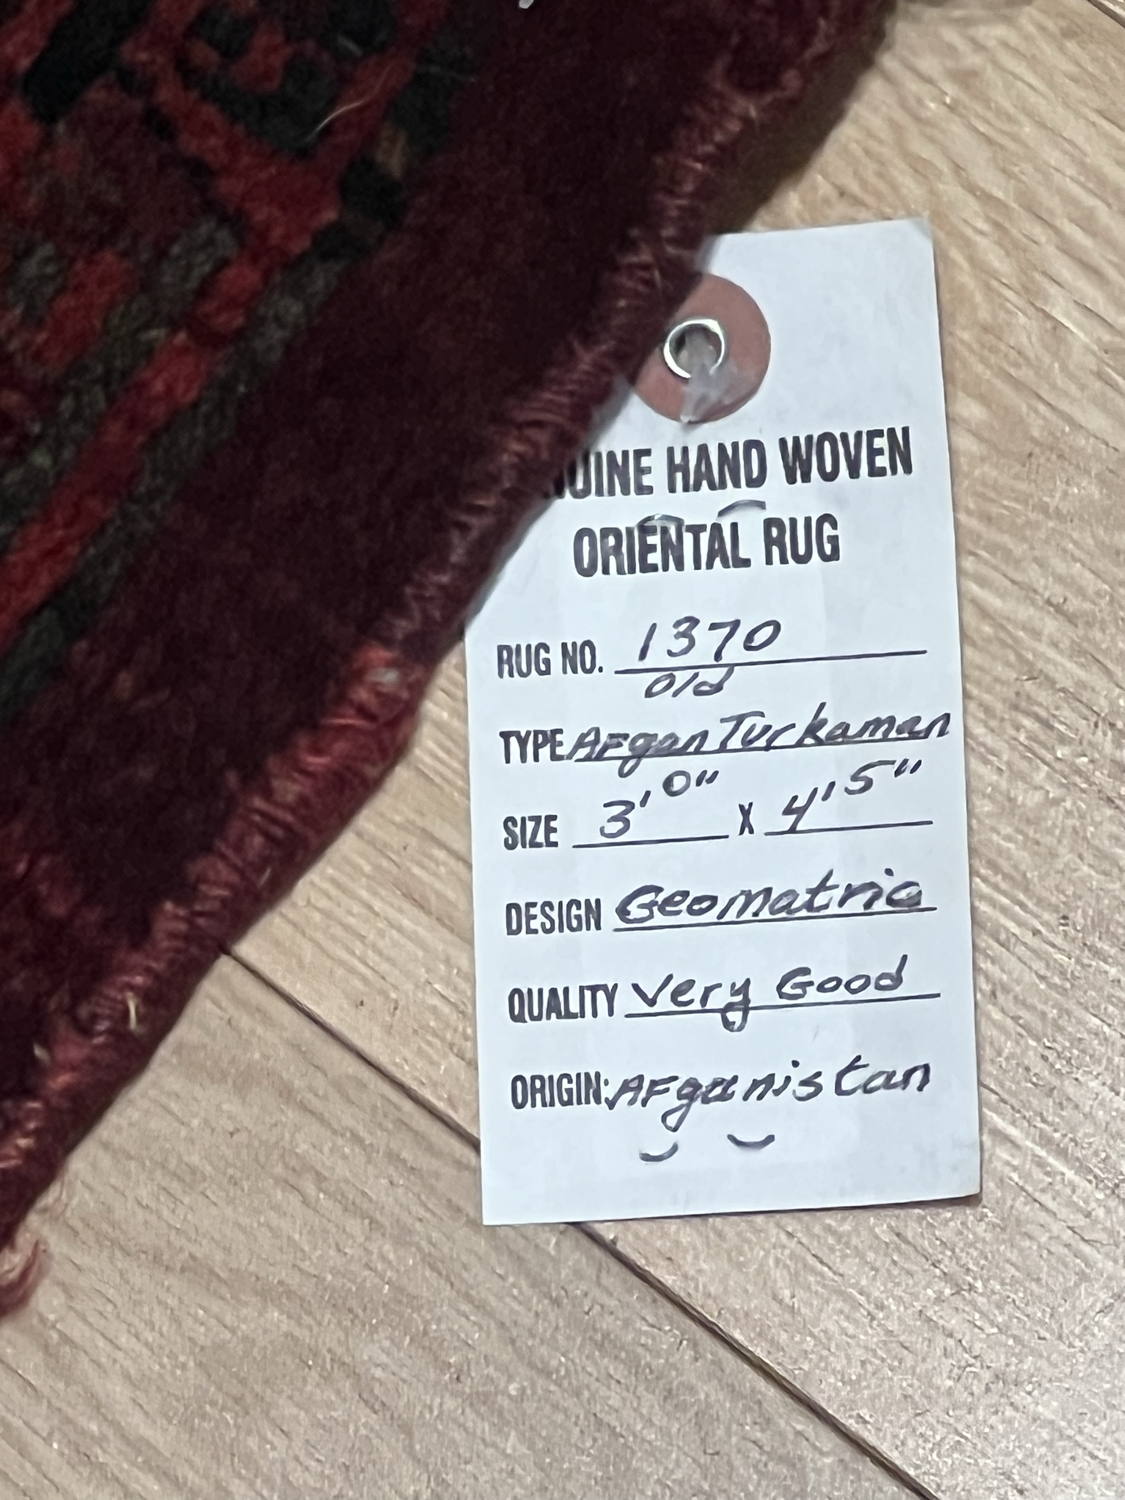 UINE HAND WOVEN
ORIENTAL RUG
RUG NO. 1370
old
TYPE Afgan Turkaman
SIZE 3'0" X 4'5"
DESIGN Geomatric
QUALITY Very Good
ORIGIN: Afganistan